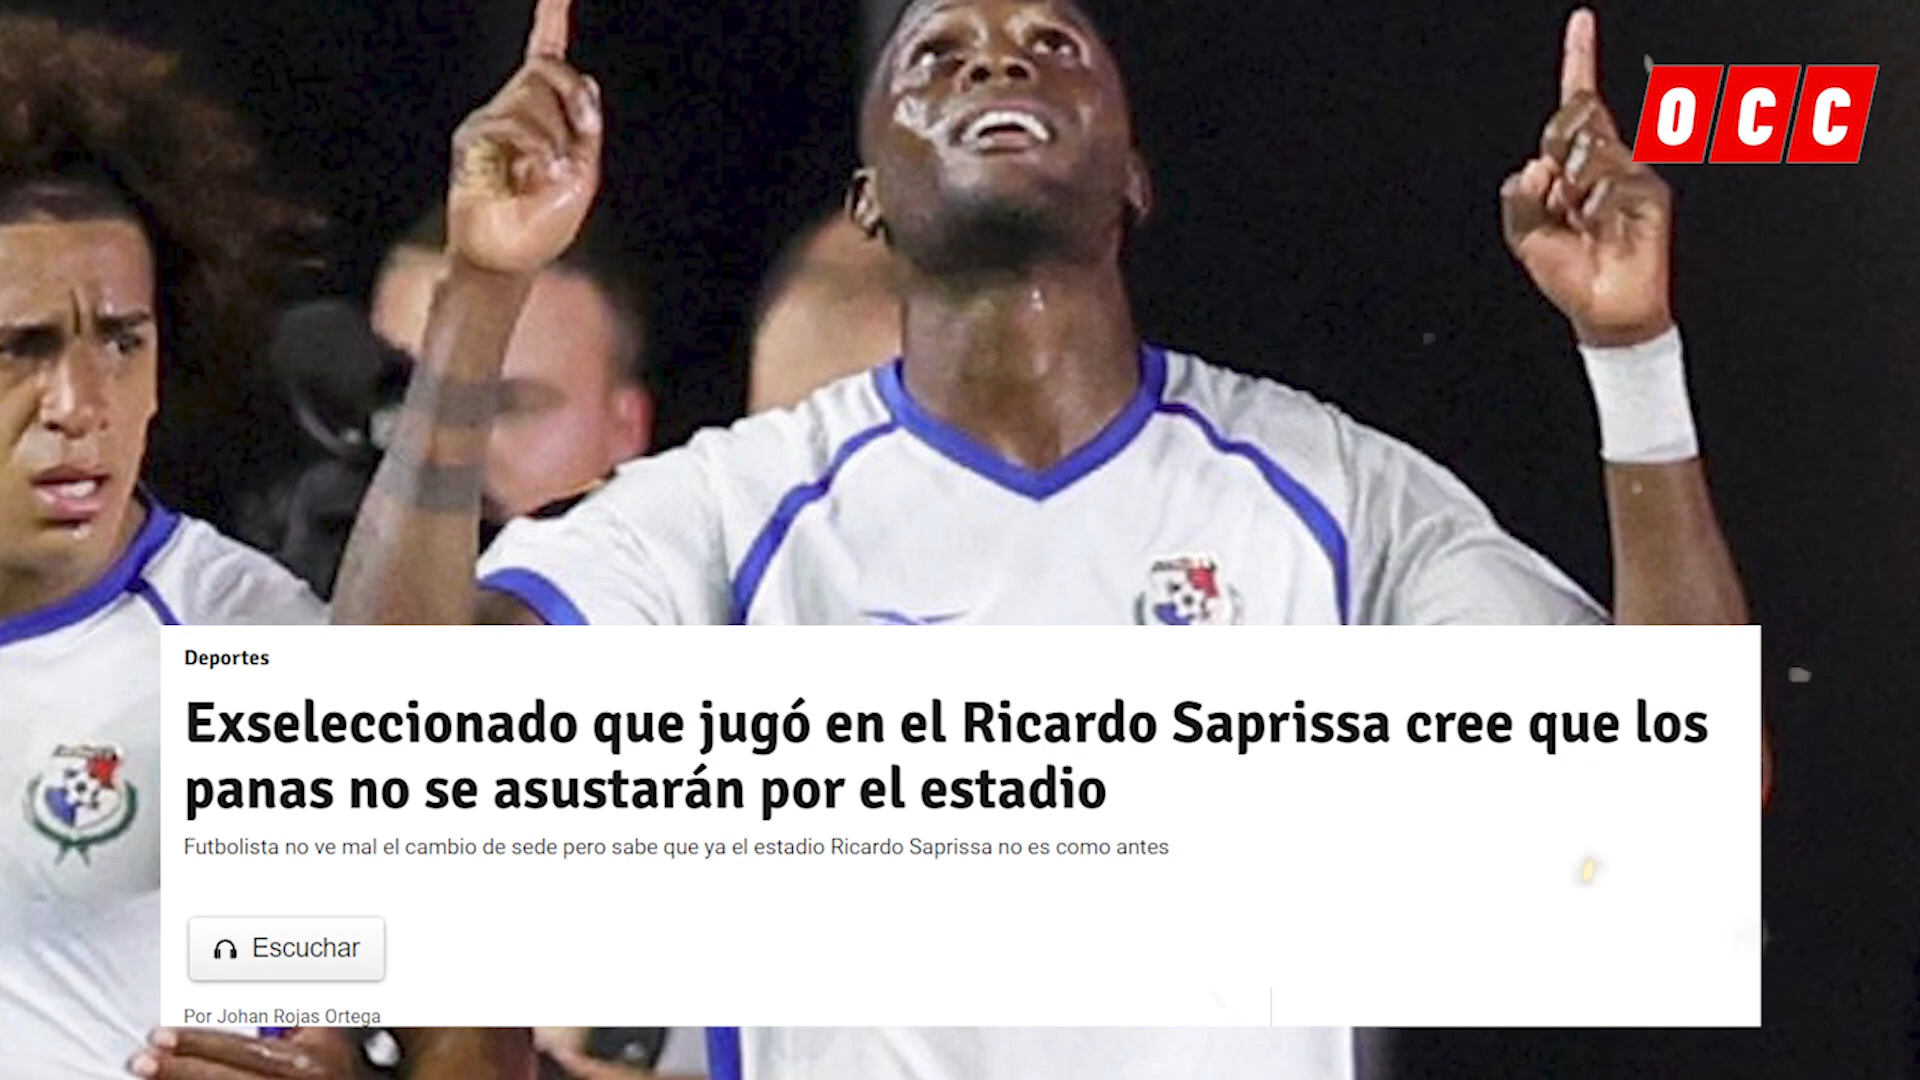 OCC
Deportes
Exseleccionado que jugó en el Ricardo Saprissa cree que los
panas no se asustarán por el estadio
Futbolista no ve mal el cambio de sede pero sabe que ya el estadio Ricardo Saprissa no es como antes
Escuchar
Por Johan Rojas Ortega